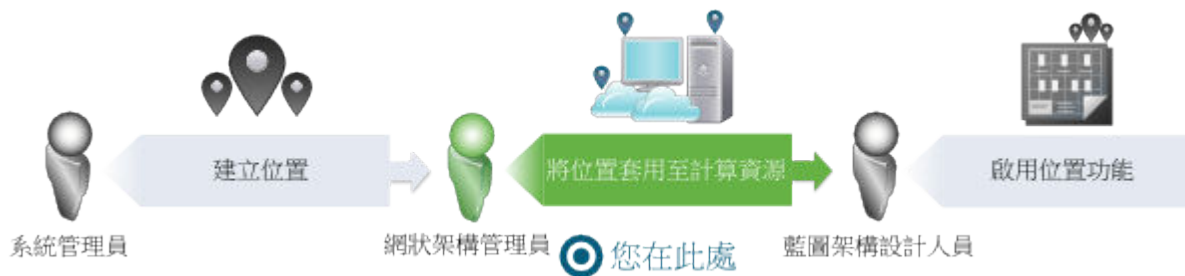 建立位置
將位置套用至計算資源
啟用位置功能
系統管理員
網狀架構管理員
藍圖架構設計人員
您在此處